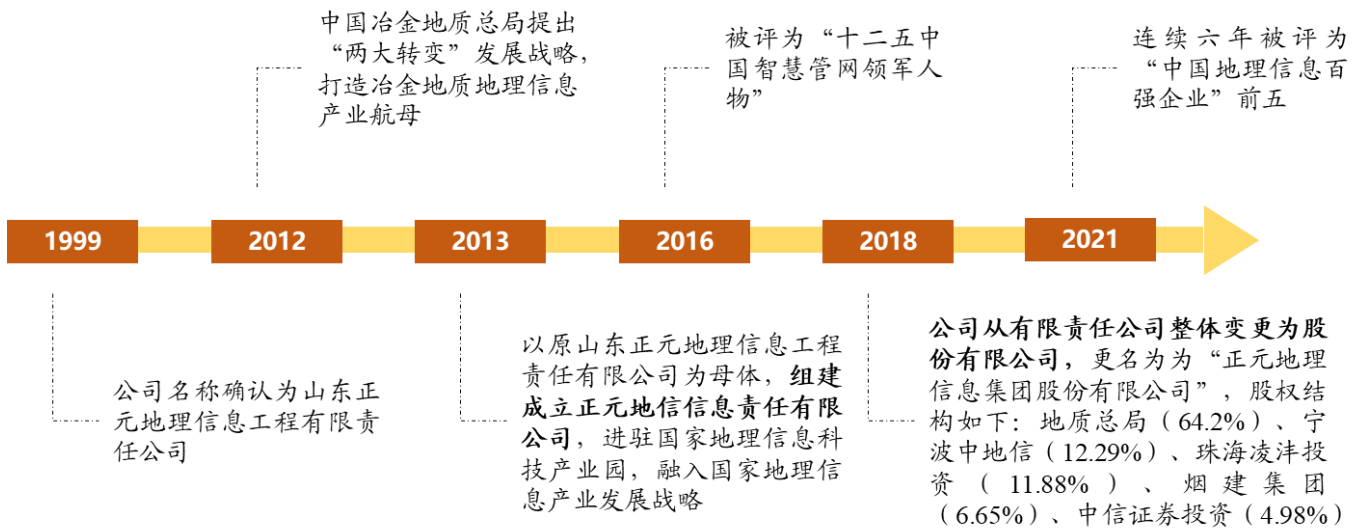 中国冶金地质总局提出
“两大转变”发展战略，
打造冶金地质地理信息
产业航母
被评为“十二五中
国智慧管网领军人
物”
连续六年被评为
“中国地理信息百
强企业”前五
1999
2012
2013
2016
2018
2021
公司名称确认为山东正
元地理信息工程有限责
任公司
以原山东正元地理信息工程
责任有限公司为母体，组建
成立正元地信信息责任有限
公司，进驻国家地理信息科
技产业园，融入国家地理信
息产业发展战略
公司从有限责任公司整体变更为股
份有限公司，更名为为“正元地理
信息集团股份有限公司”，股权结
构如下：地质总局（64.2%）、宁
波中地信（12.29%）、珠海凌沣投
资（11.88%）、烟建集团
（6.65%）、中信证券投资（4.98%）